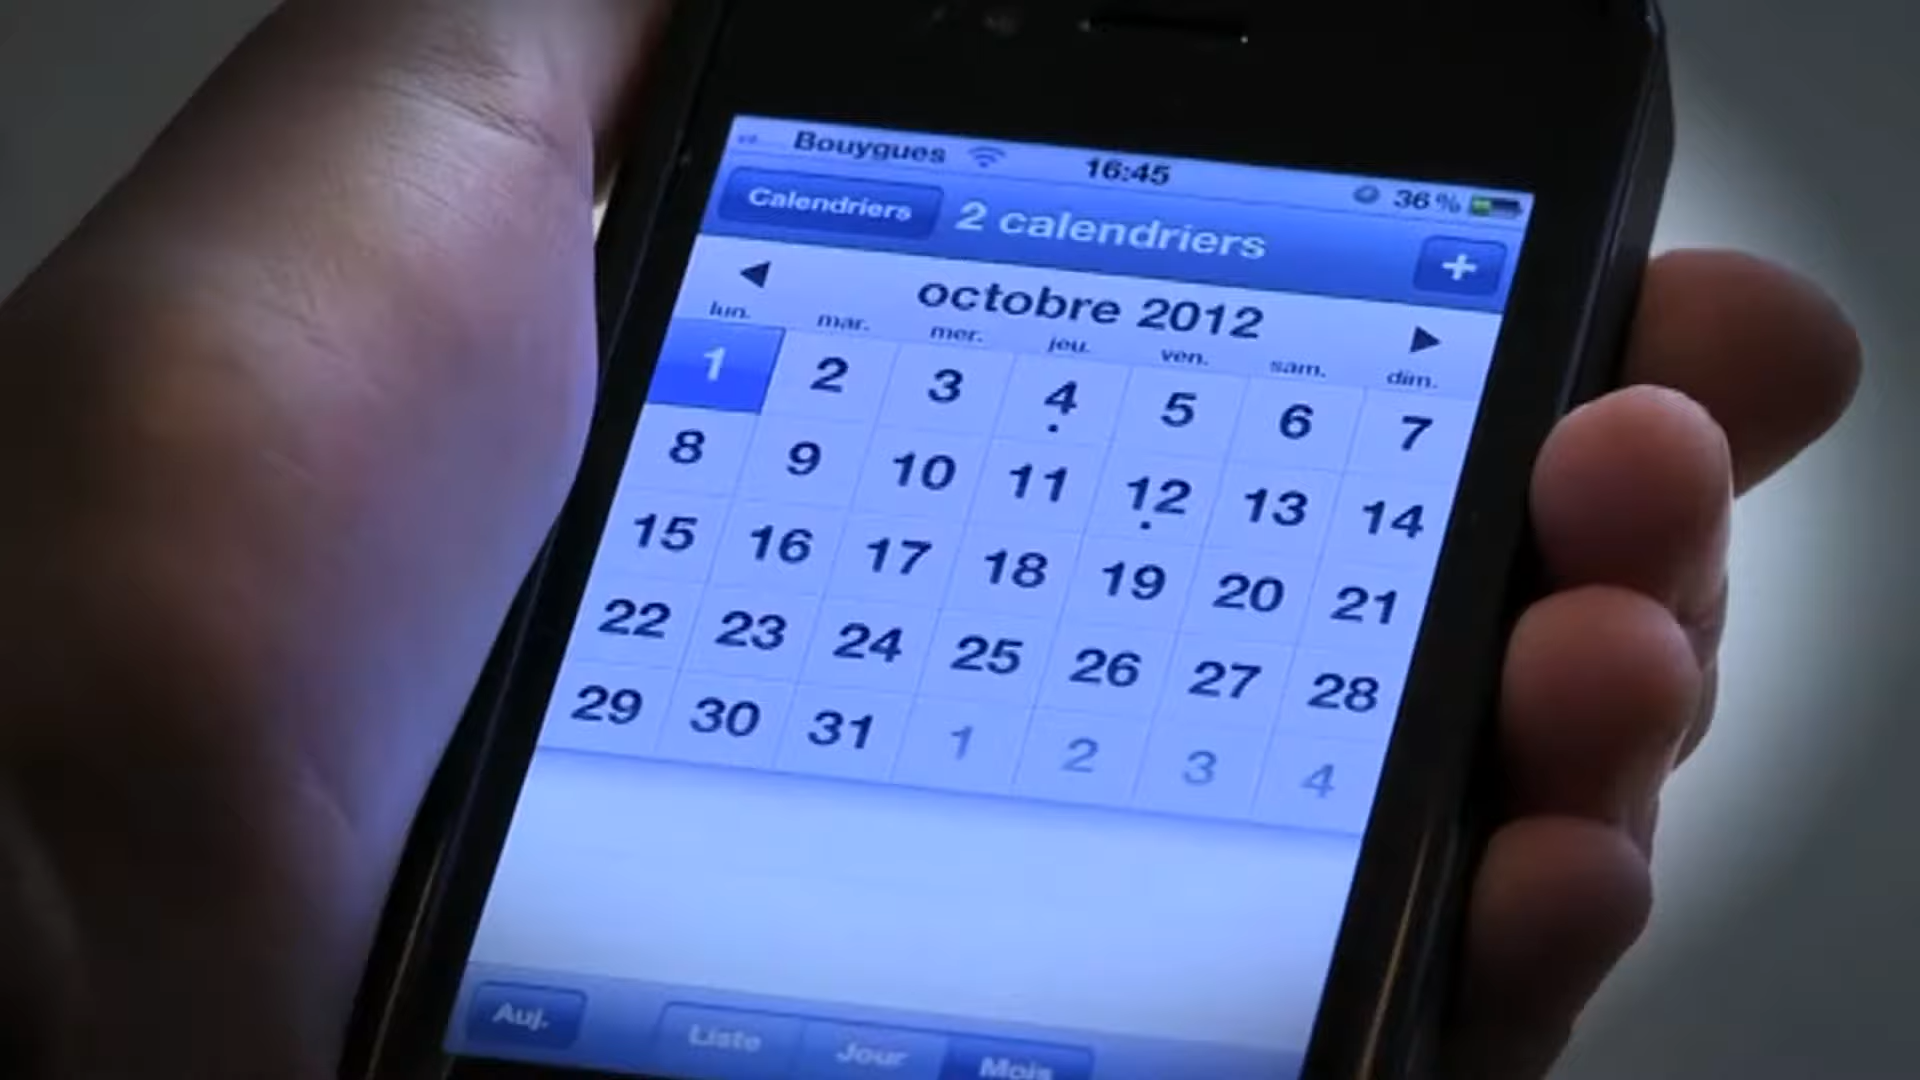 Bouygues 16:45 36 %
Calendriers 2 calendriers +
octobre 2012
lun. mar. mer. jeu. ven. sam. dim.
1 2 3 4 5 6 7
8 9 10 11 12 13 14
15 16 17 18 19 20 21
22 23 24 25 26 27 28
29 30 31 1 2 3 4
Auj. Liste Jour Mois